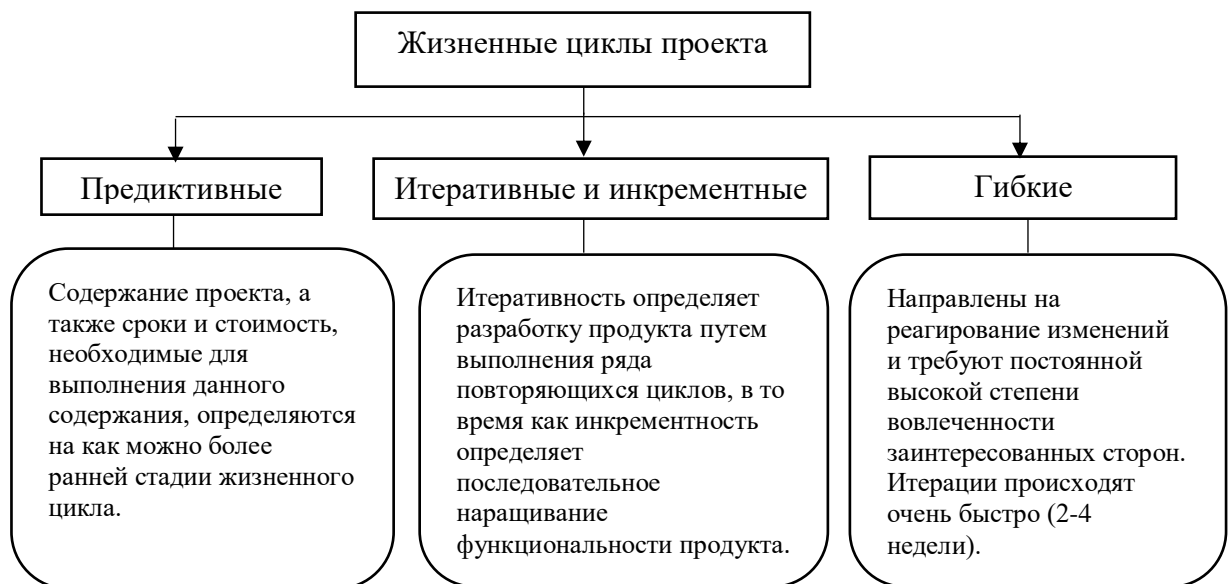 Жизненные циклы проекта
Предиктивные
Итеративные и инкрементные
Гибкие
Содержание проекта, а
также сроки и стоимость,
необходимые для
выполнения данного
содержания, определяются
на как можно более
ранней стадии жизненного
цикла.
Итеративность определяет
разработку продукта путем
выполнения ряда
повторяющихся циклов, в то
время как инкрементность
определяет
последовательное
наращивание
функциональности продукта.
Направлены на
реагирование изменений
и требуют постоянной
высокой степени
вовлеченности
заинтересованных сторон.
Итерации происходят
очень быстро (2-4
недели).